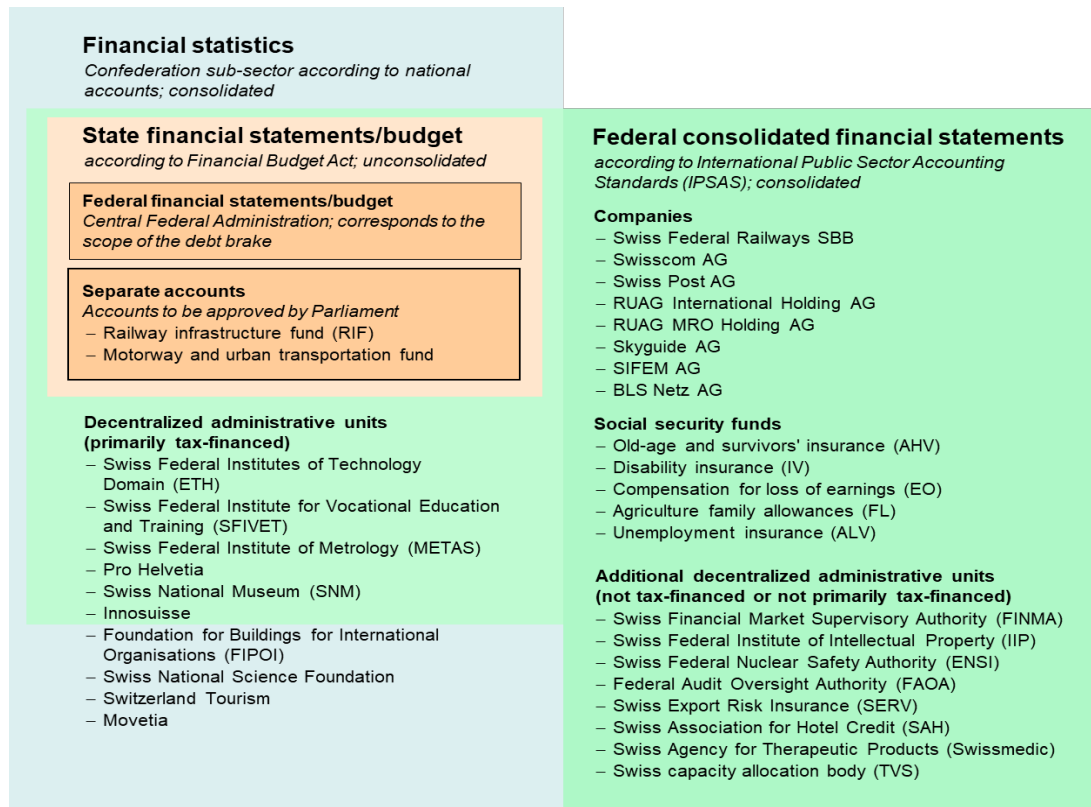 Financial statistics
Confederation sub-sector according to national
accounts; consolidated
State financial statements/budget
according to Financial Budget Act; unconsolidated
Federal financial statements/budget
Central Federal Administration; corresponds to the
scope of the debt brake
Separate accounts
Accounts to be approved by Parliament
– Railway infrastructure fund (RIF)
– Motorway and urban transportation fund
Decentralized administrative units
(primarily tax-financed)
– Swiss Federal Institutes of Technology
Domain (ETH)
– Swiss Federal Institute for Vocational Education
and Training (SFIVET)
– Swiss Federal Institute of Metrology (METAS)
– Pro Helvetia
– Swiss National Museum (SNM)
– Innosuisse
– Foundation for Buildings for International
Organisations (FIPOI)
– Swiss National Science Foundation
– Switzerland Tourism
– Movetia
Federal consolidated financial statements
according to International Public Sector Accounting
Standards (IPSAS); consolidated
Companies
– Swiss Federal Railways SBB
– Swisscom AG
– Swiss Post AG
– RUAG International Holding AG
– RUAG MRO Holding AG
– Skyguide AG
– SIFEM AG
– BLS Netz AG
Social security funds
– Old-age and survivors' insurance (AHV)
– Disability insurance (IV)
– Compensation for loss of earnings (EO)
– Agriculture family allowances (FL)
– Unemployment insurance (ALV)
Additional decentralized administrative units
(not tax-financed or not primarily tax-financed)
– Swiss Financial Market Supervisory Authority (FINMA)
– Swiss Federal Institute of Intellectual Property (IIP)
– Swiss Federal Nuclear Safety Authority (ENSI)
– Federal Audit Oversight Authority (FAOA)
– Swiss Export Risk Insurance (SERV)
– Swiss Association for Hotel Credit (SAH)
– Swiss Agency for Therapeutic Products (Swissmedic)
– Swiss capacity allocation body (TVS)